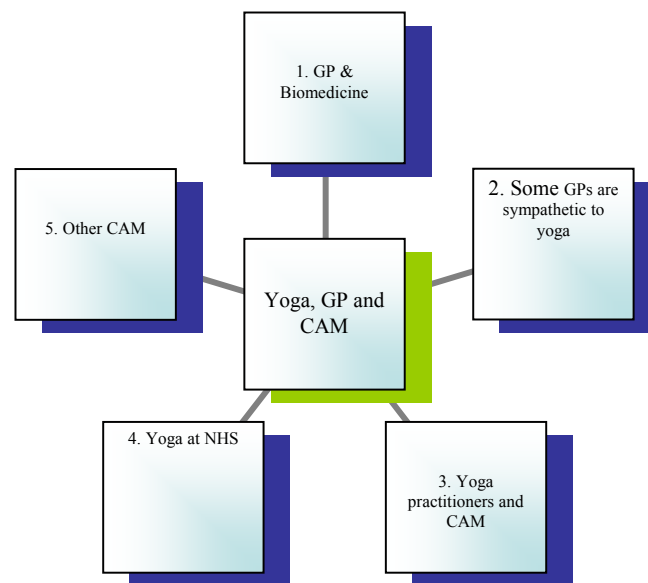 1. GP &
Biomedicine
2. Some GPs are
sympathetic to
yoga
5. Other CAM
Yoga, GP and
CAM
4. Yoga at NHS
3. Yoga
practitioners and
CAM